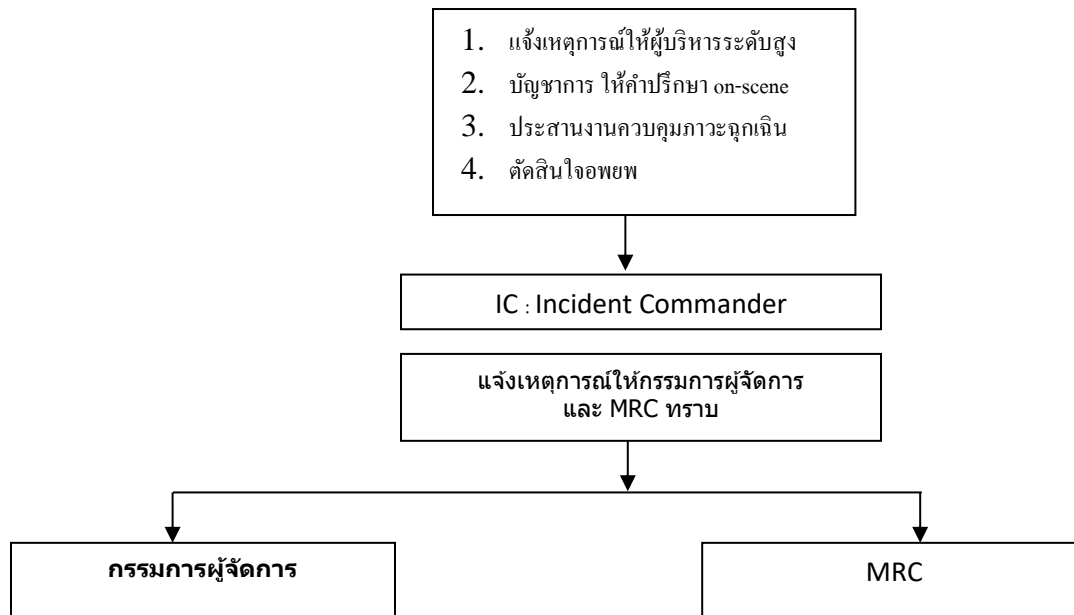 1. แจ้งเหตุการณ์ให้ผู้บริหารระดับสูง
2. บัญชาการ ให้คำปรึกษา on-scene
3. ประสานงานควบคุมภาวะฉุกเฉิน
4. ตัดสินใจอพยพ
IC : Incident Commander
แจ้งเหตุการณ์ให้กรรมการผู้จัดการ
และ MRC ทราบ
กรรมการผู้จัดการ
MRC